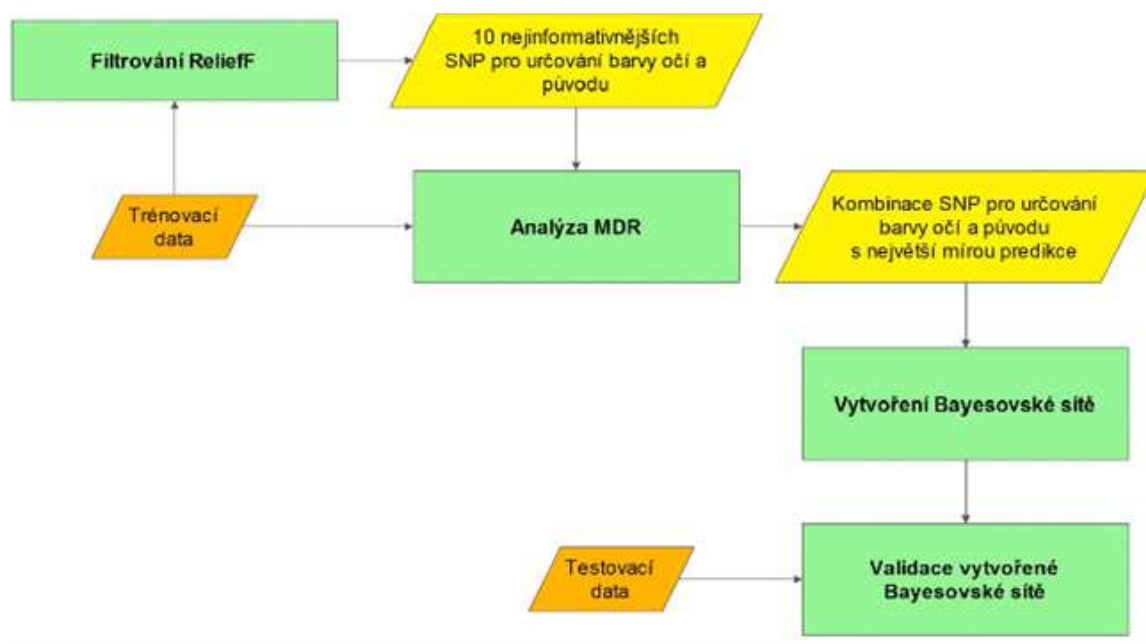 Filtrování ReliefF
10 nejinformativnějších
SNP pro určování barvy očí a
původu
Trénovací
data
Analýza MDR
Kombinace SNP pro určování
barvy očí a původu
s největší mírou predikce
Vytvoření Bayesovské sítě
Testovací
data
Validace vytvořené
Bayesovské sítě